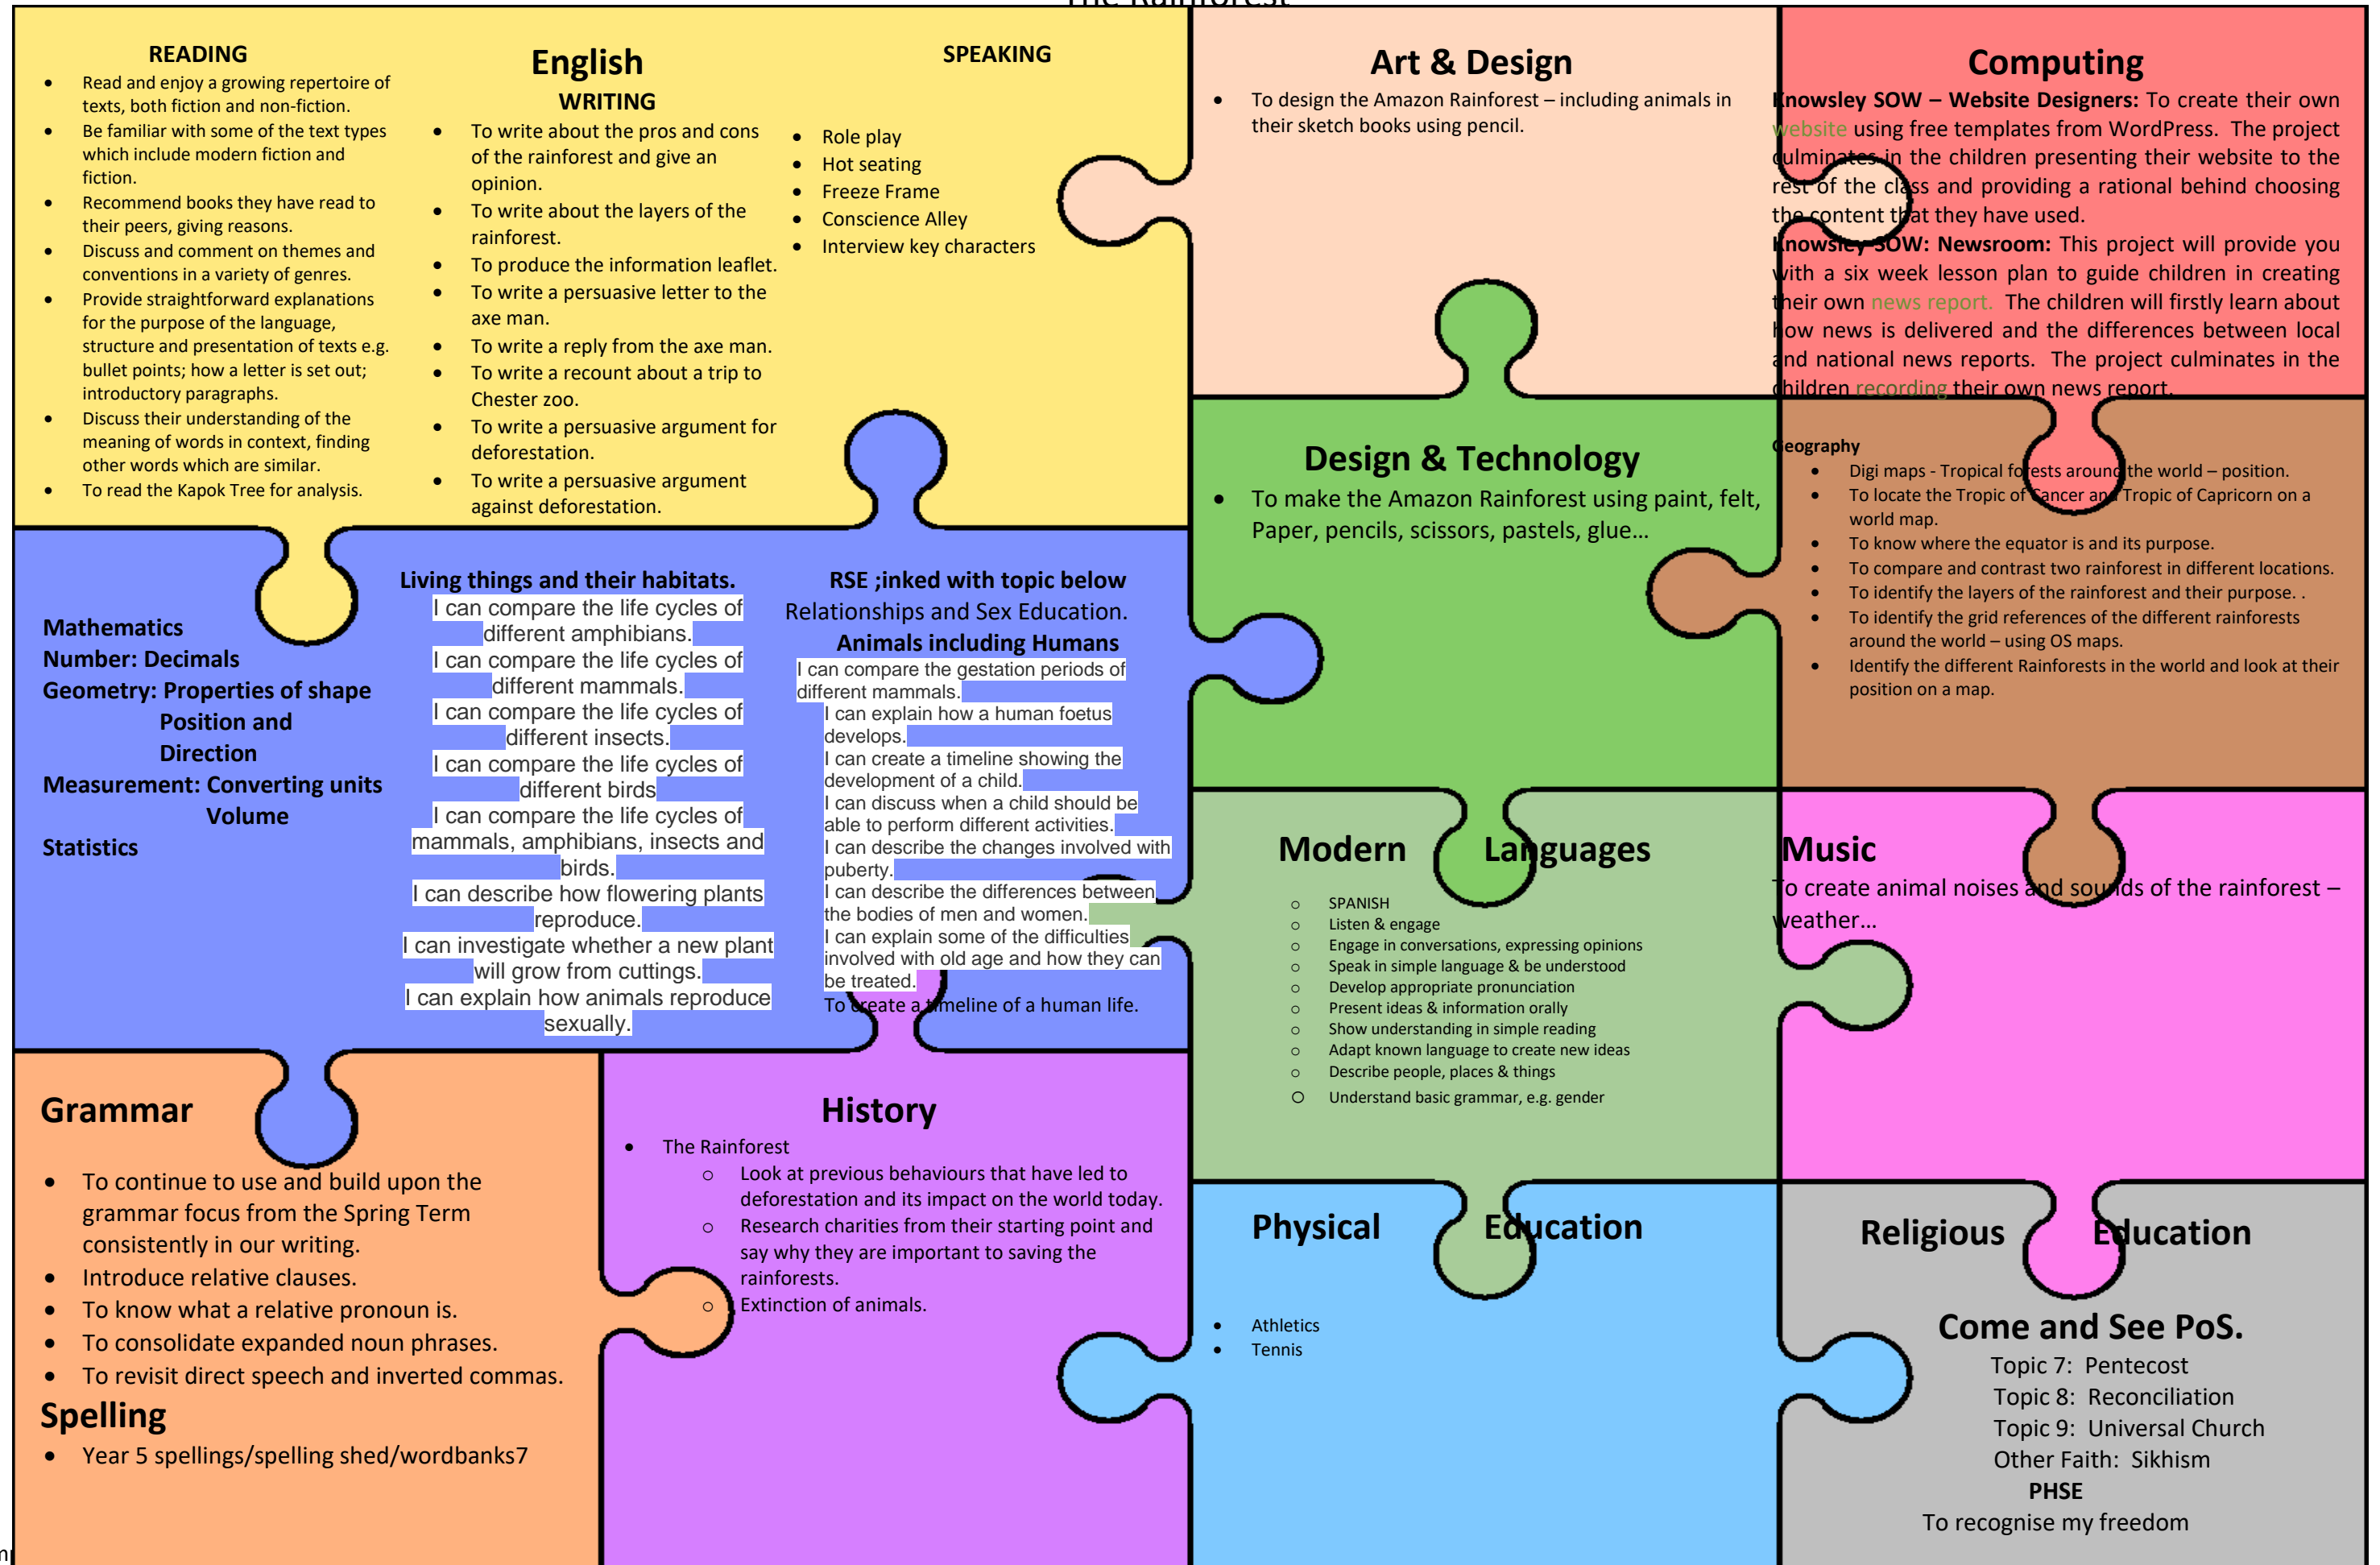 The Rainforest
READING
Read and enjoy a growing repertoire of
texts, both fiction and non-fiction.
Be familiar with some of the text types
which include modern fiction and
fiction.
Recommend books they have read to
their peers, giving reasons.
Discuss and comment on themes and
conventions in a variety of genres.
Provide straightforward explanations
for the purpose of the language,
structure and presentation of texts e.g.
bullet points; how a letter is set out;
introductory paragraphs.
Discuss their understanding of the
meaning of words in context, finding
other words which are similar.
To read the Kapok Tree for analysis.
English
WRITING
To write about the pros and cons
of the rainforest and give an
opinion.
To write about the layers of the
rainforest.
To produce the information leaflet.
To write a persuasive letter to the
axe man.
To write a reply from the axe man.
To write a recount about a trip to
Chester zoo.
To write a persuasive argument for
deforestation.
To write a persuasive argument
against deforestation.
SPEAKING
Role play
Hot seating
Freeze Frame
Conscience Alley
Interview key characters
Art & Design
To design the Amazon Rainforest – including animals in
their sketch books using pencil.
Computing
Knowsley SOW – Website Designers: To create their own
website using free templates from WordPress. The project
culminates in the children presenting their website to the
rest of the class and providing a rational behind choosing
the content that they have used.
Knowsley SOW: Newsroom: This project will provide you
with a six week lesson plan to guide children in creating
their own news report. The children will firstly learn about
how news is delivered and the differences between local
and national news reports. The project culminates in the
children recording their own news report.
Design & Technology
To make the Amazon Rainforest using paint, felt,
Paper, pencils, scissors, pastels, glue...
Geography
Digi maps - Tropical forests around the world – position.
To locate the Tropic of Cancer and Tropic of Capricorn on a
world map.
To know where the equator is and its purpose.
To compare and contrast two rainforest in different locations.
To identify the layers of the rainforest and their purpose. .
To identify the grid references of the different rainforests
around the world – using OS maps.
Identify the different Rainforests in the world and look at their
position on a map.
Mathematics
Number: Decimals
Geometry: Properties of shape
Position and
Direction
Measurement: Converting units
Volume
Statistics
Living things and their habitats.
I can compare the life cycles of
different amphibians.
I can compare the life cycles of
different mammals.
I can compare the life cycles of
different insects.
I can compare the life cycles of
different birds
I can compare the life cycles of
mammals, amphibians, insects and
birds.
I can describe how flowering plants
reproduce.
I can investigate whether a new plant
will grow from cuttings.
I can explain how animals reproduce
sexually.
RSE ;inked with topic below
Relationships and Sex Education.
Animals including Humans
I can compare the gestation periods of
different mammals.
I can explain how a human foetus
develops.
I can create a timeline showing the
development of a child.
I can discuss when a child should be
able to perform different activities.
I can describe the changes involved with
puberty.
I can describe the differences between
the bodies of men and women.
I can explain some of the difficulties
involved with old age and how they can
be treated.
To create a timeline of a human life.
Modern Languages
SPANISH
Listen & engage
Engage in conversations, expressing opinions
Speak in simple language & be understood
Develop appropriate pronunciation
Present ideas & information orally
Show understanding in simple reading
Adapt known language to create new ideas
Describe people, places & things
Understand basic grammar, e.g. gender
Music
To create animal noises and sounds of the rainforest –
weather...
Grammar
To continue to use and build upon the
grammar focus from the Spring Term
consistently in our writing.
Introduce relative clauses.
To know what a relative pronoun is.
To consolidate expanded noun phrases.
To revisit direct speech and inverted commas.
Spelling
Year 5 spellings/spelling shed/wordbanks7
History
The Rainforest
Look at previous behaviours that have led to
deforestation and its impact on the world today.
Research charities from their starting point and
say why they are important to saving the
rainforests.
Extinction of animals.
Physical Education
Athletics
Tennis
Religious Education
Come and See PoS.
Topic 7: Pentecost
Topic 8: Reconciliation
Topic 9: Universal Church
Other Faith: Sikhism
PHSE
To recognise my freedom